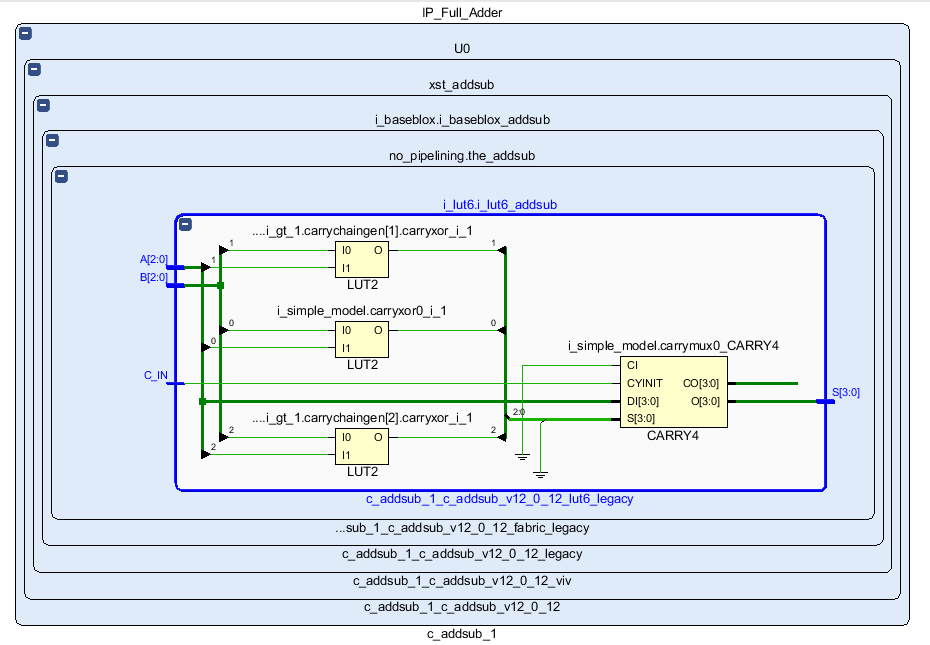 IP_Full_Adder
U0
xst_addsub
i_baseblox.i_baseblox_addsub
no_pipelining.the_addsub
i_lut6.i_lut6_addsub
....i_gt_1.carrychaingen[1].carryxor_i_1
1
I0
O
1
A[2:0]
1
I1
B[2:0]
LUT2
i_simple_model.carryxor0_i_1
0
I0
O
0
0
I1
LUT2
i_simple_model.carrymux0_CARRY4
CI
C_IN
CYINIT
CO[3:0]
DI[3:0]
O[3:0]
S[3:0]
2:0
S[3:0]
CARRY4
....i_gt_1.carrychaingen[2].carryxor_i_1
2
I0
O
2
2
I1
LUT2
c_addsub_1_c_addsub_v12_0_12_lut6_legacy
...sub_1_c_addsub_v12_0_12_fabric_legacy
c_addsub_1_c_addsub_v12_0_12_legacy
c_addsub_1_c_addsub_v12_0_12_viv
c_addsub_1_c_addsub_v12_0_12
c_addsub_1